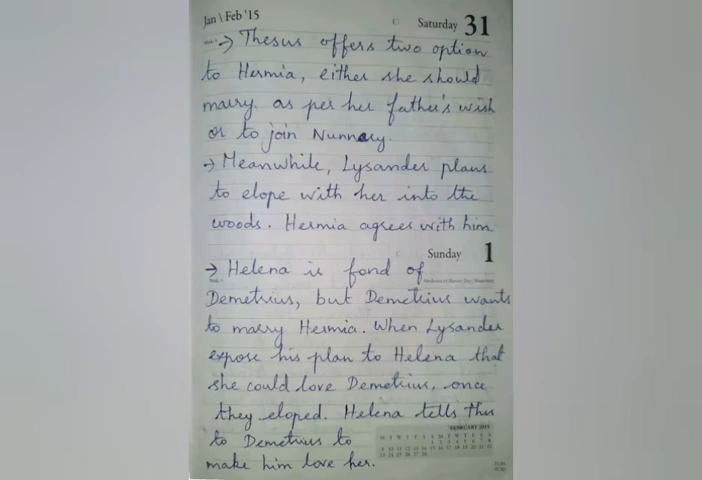 Jan \ Feb '15
Saturday 31
→ Thesus offers two option
to Hermia, either she should
marry. as per her father's wish
or to join Nunnery.
→ Meanwhile, Lysander plans
to elope with her into the
woods. Hermia agrees with him
Sunday 1
→ Helena is fond of
Demetrius, but Demetrius wants
to marry Hermia. When Lysander
expose his plan to Helena that
she could love Demetrius, once
they eloped. Helena tells this
to Demetrius to
FEBRUARY 2015
make him love her.